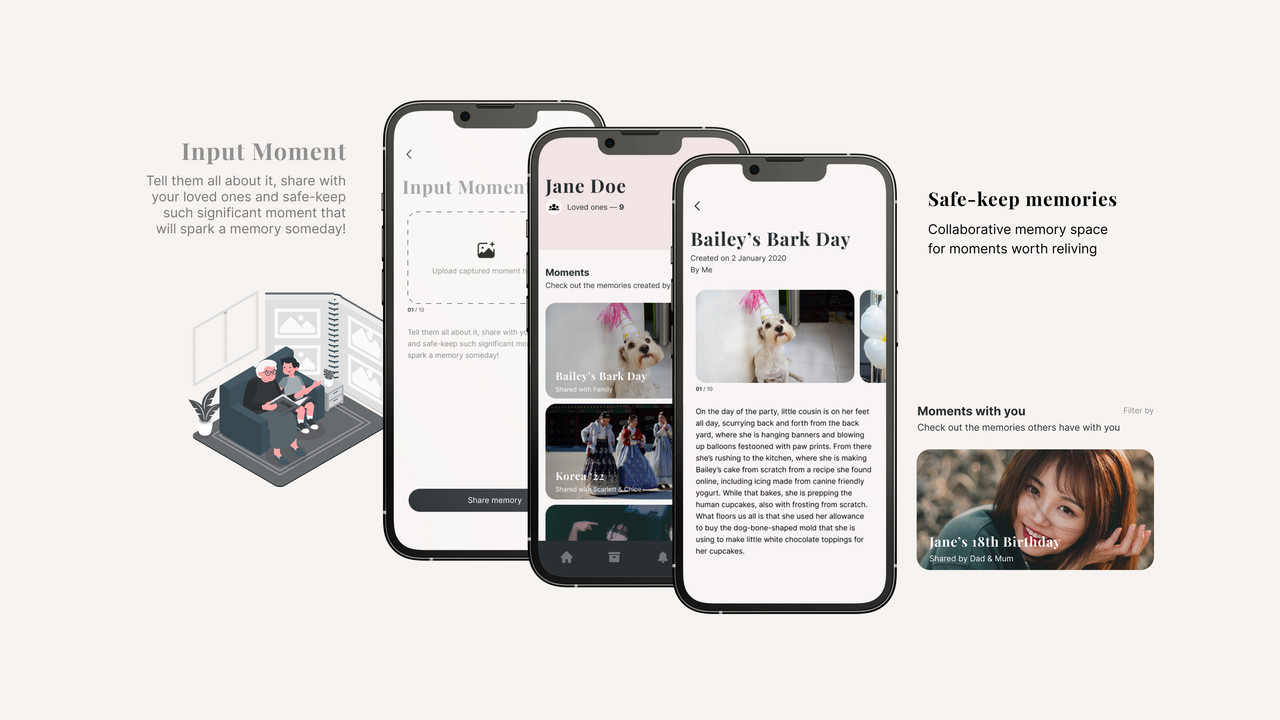 Input Moment
Tell them all about it, share with
your loved ones and safe-keep
such significant moment that
will spark a memory someday!
Input Moment
Upload captured moment h
01 / 10
Tell them all about it, share with yo
and safe-keep such significant mo
spark a memory someday!
Share memory
Jane Doe
Loved ones — 9
Moments
Check out the memories created by
Bailey's Bark Day
Shared with Family
Korea '22
Shared with Scarlett & Chloe
Bailey's Bark Day
Created on 2 January 2020
By Me
01 / 10
On the day of the party, little cousin is on her feet
all day, scurrying back and forth from the back
yard, where she is hanging banners and blowing
up balloons festooned with paw prints. From there
she's rushing to the kitchen, where she is making
Bailey's cake from scratch from a recipe she found
online, including icing made from canine friendly
yogurt. While that bakes, she is prepping the
human cupcakes, also with frosting from scratch.
What floors us all is that she used her allowance
to buy the dog-bone-shaped mold that she is
using to make little white chocolate toppings for
her cupcakes.
Safe-keep memories
Collaborative memory space
for moments worth reliving
Moments with you
Filter by
Check out the memories others have with you
Jane's 18th Birthday
Shared by Dad & Mum